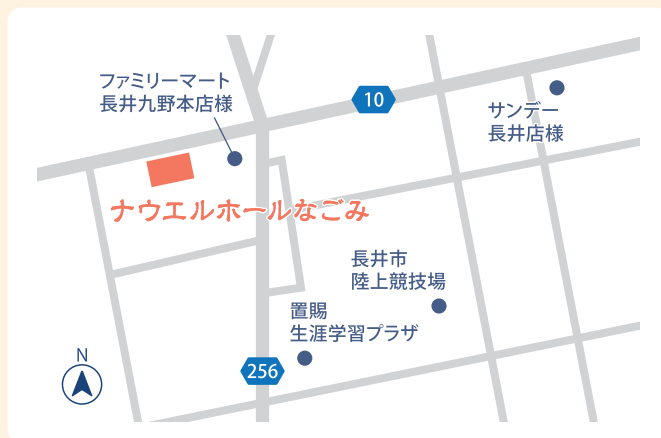 ファミリーマート
長井九野本店様
10
サンデー
長井店様
ナウエルホールなごみ
長井市
陸上競技場
置賜
生涯学習プラザ
256
N